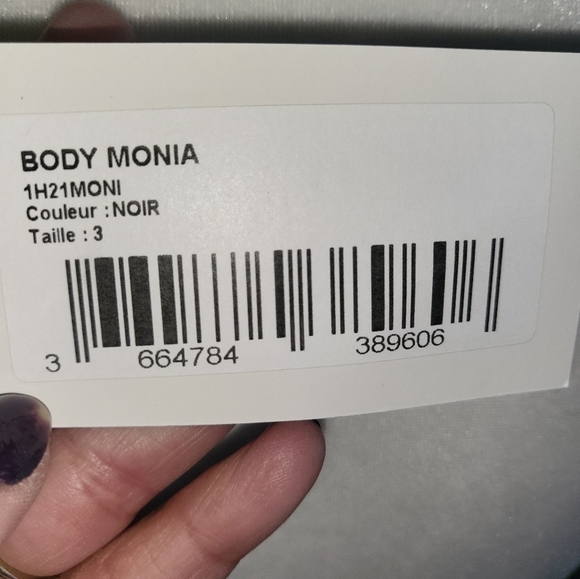 BODY MONIA
1H21MONI
Couleur : NOIR
Taille : 3
3 664784 389606